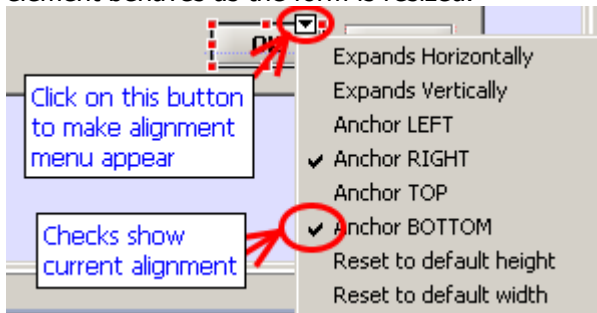 element behaves as the form is resized.
Click on this button
to make alignment
menu appear
Expands Horizontally
Expands Vertically
Anchor LEFT
Anchor RIGHT
Anchor TOP
Anchor BOTTOM
Reset to default height
Reset to default width
Checks show
current alignment